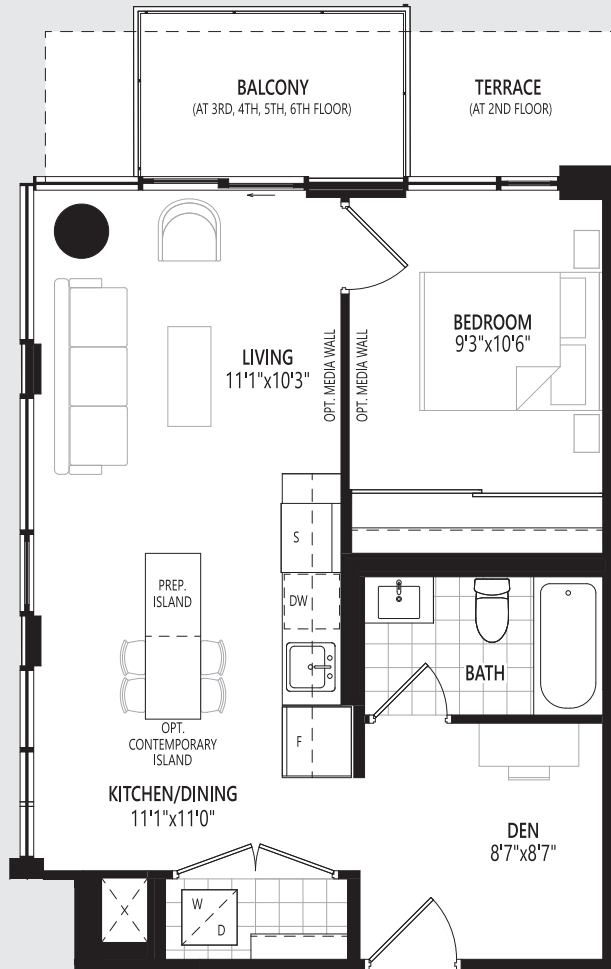 BALCONY
(AT 3RD, 4TH, 5TH, 6TH FLOOR)
TERRACE
(AT 2ND FLOOR)
BEDROOM
9'3"x10'6"
LIVING
11'1"x10'3"
OPT. MEDIA WALL
OPT. MEDIA WALL
S
PREP.
ISLAND
DW
BATH
OPT.
CONTEMPORARY
ISLAND
F
KITCHEN/DINING
11'1"x11'0"
DEN
8'7"x8'7"
X
W
D